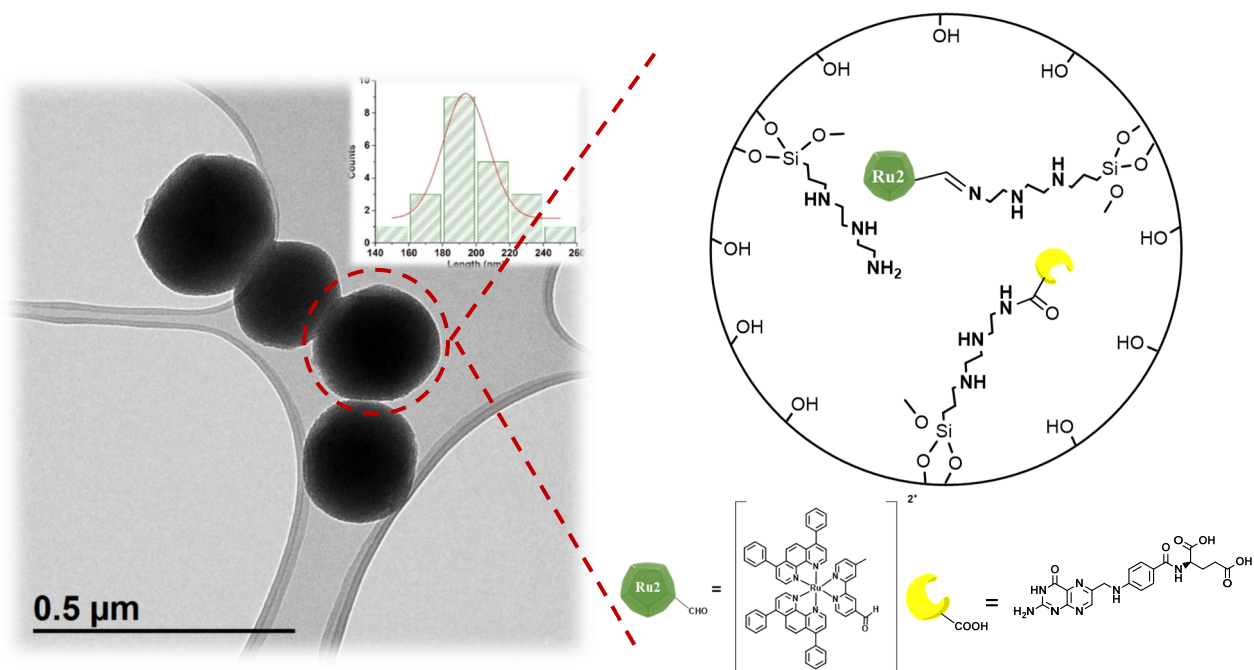 10
8
6
4
2
0
Counts
140 160 180 200 220 240 260
Length (nm)
0.5 µm
OH
OH
HO
O
O
O
Si
HN
NH
NH2
Ru2
N
N
H
H
N
Si
O
O
O
OH
HO
H
N
O
HN
NH
O
Si
O
O
OH
HO
OH
HO
2+
Ru2
CHO
=
N
N
N
N
N
N
Ru
H
O
COOH
=
O
HN
H2N
N
N
N
NH
O
N
H
O
OH
OH
O